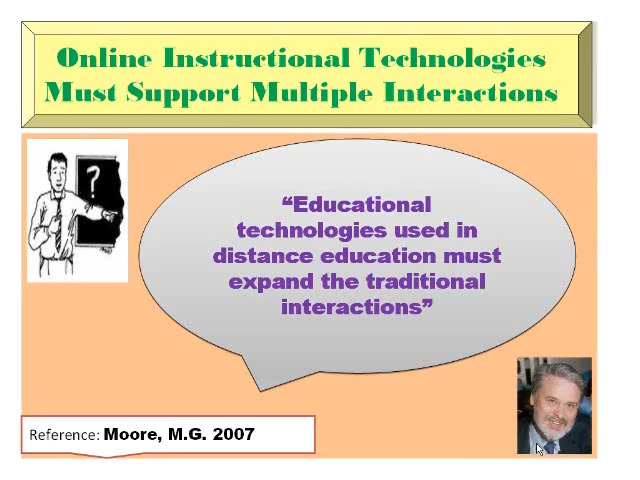 Online Instructional Technologies
Must Support Multiple Interactions
?
“Educational
technologies used in
distance education must
expand the traditional
interactions”
Reference: Moore, M.G. 2007